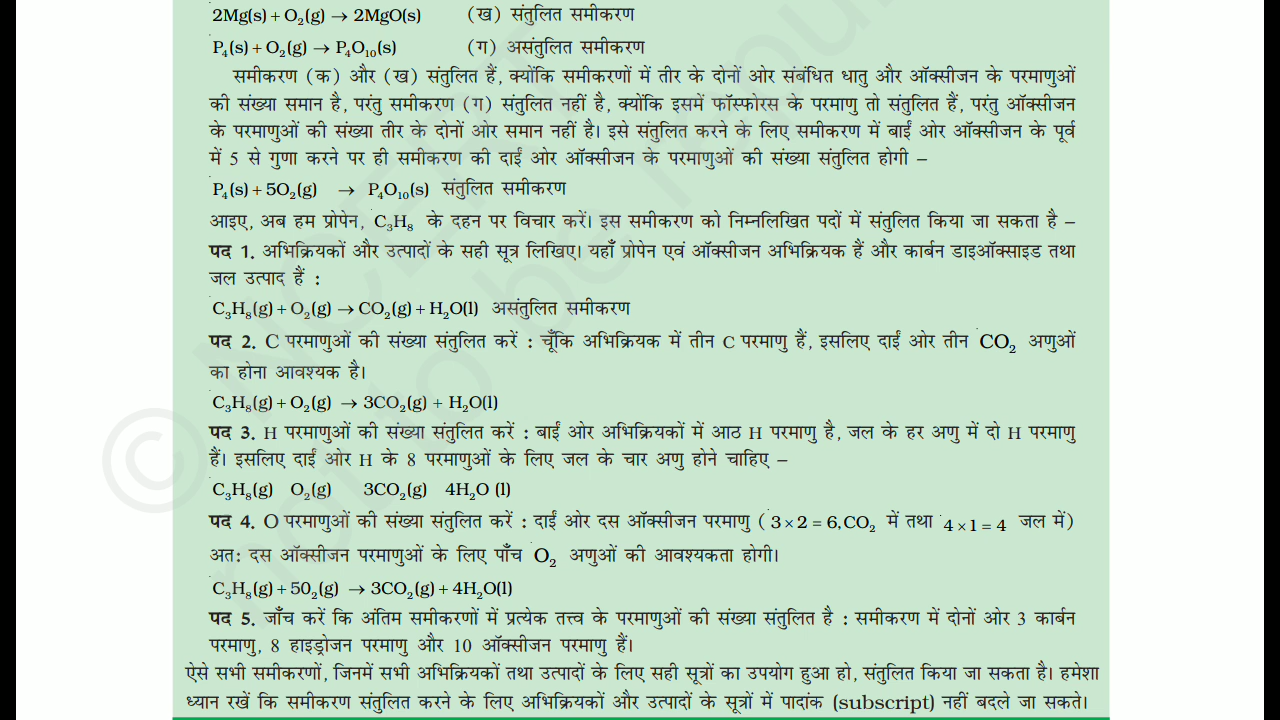 2Mg(s) + O₂(g) → 2MgO(s) (ख) संतुलित समीकरण
P₄(s) + O₂(g) → P₄O₁₀(s) (ग) असंतुलित समीकरण
समीकरण (क) और (ख) संतुलित हैं, क्योंकि समीकरणों में तीर के दोनों ओर संबंधित धातु और ऑक्सीजन के परमाणुओं
की संख्या समान है, परंतु समीकरण (ग) संतुलित नहीं है, क्योंकि इसमें फॉस्फोरस के परमाणु तो संतुलित हैं, परंतु ऑक्सीजन
के परमाणुओं की संख्या तीर के दोनों ओर समान नहीं है। इसे संतुलित करने के लिए समीकरण में बाईं ओर ऑक्सीजन के पूर्व
में 5 से गुणा करने पर ही समीकरण की दाईं ओर ऑक्सीजन के परमाणुओं की संख्या संतुलित होगी –
P₄(s) + 5O₂(g) → P₄O₁₀(s) संतुलित समीकरण
आइए, अब हम प्रोपेन, C₃H₈ के दहन पर विचार करें। इस समीकरण को निम्नलिखित पदों में संतुलित किया जा सकता है –
पद 1. अभिक्रियकों और उत्पादों के सही सूत्र लिखिए। यहाँ प्रोपेन एवं ऑक्सीजन अभिक्रियक हैं और कार्बन डाइऑक्साइड तथा
जल उत्पाद हैं :
C₃H₈(g) + O₂(g) → CO₂(g) + H₂O(l) असंतुलित समीकरण
पद 2. C परमाणुओं की संख्या संतुलित करें : चूँकि अभिक्रियक में तीन C परमाणु हैं, इसलिए दाईं ओर तीन CO₂ अणुओं
का होना आवश्यक है।
C₃H₈(g) + O₂(g) → 3CO₂(g) + H₂O(l)
पद 3. H परमाणुओं की संख्या संतुलित करें : बाईं ओर अभिक्रियकों में आठ H परमाणु है, जल के हर अणु में दो H परमाणु
हैं। इसलिए दाईं ओर H के 8 परमाणुओं के लिए जल के चार अणु होने चाहिए –
C₃H₈(g) O₂(g) 3CO₂(g) 4H₂O (l)
पद 4. O परमाणुओं की संख्या संतुलित करें : दाईं ओर दस ऑक्सीजन परमाणु ( 3 × 2 = 6, CO₂ में तथा 4 × 1 = 4 जल में)
अतः दस ऑक्सीजन परमाणुओं के लिए पाँच O₂ अणुओं की आवश्यकता होगी।
C₃H₈(g) + 50₂(g) → 3CO₂(g) + 4H₂O(l)
पद 5. जाँच करें कि अंतिम समीकरणों में प्रत्येक तत्त्व के परमाणुओं की संख्या संतुलित है : समीकरण में दोनों ओर 3 कार्बन
परमाणु, 8 हाइड्रोजन परमाणु और 10 ऑक्सीजन परमाणु हैं।
ऐसे सभी समीकरणों, जिनमें सभी अभिक्रियकों तथा उत्पादों के लिए सही सूत्रों का उपयोग हुआ हो, संतुलित किया जा सकता है। हमेशा
ध्यान रखें कि समीकरण संतुलित करने के लिए अभिक्रियकों और उत्पादों के सूत्रों में पादांक (subscript) नहीं बदले जा सकते।